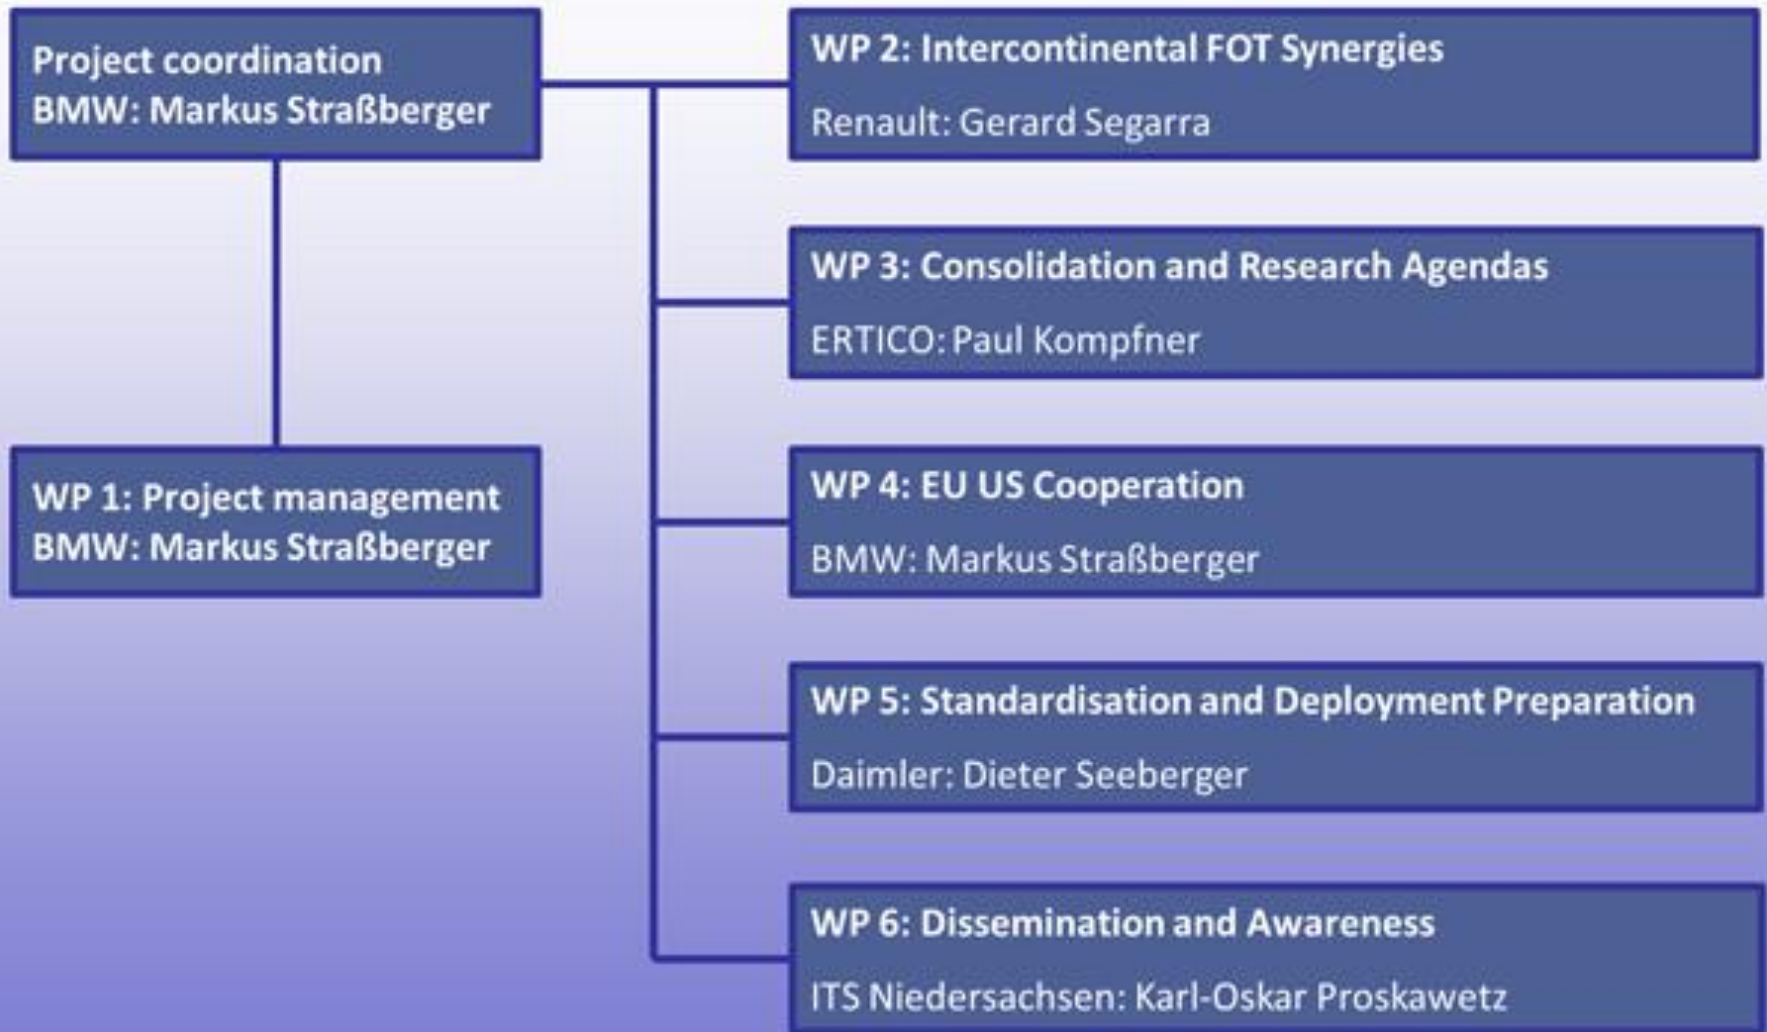 Project coordination
BMW: Markus Straßberger
WP 1: Project management
BMW: Markus Straßberger
WP 2: Intercontinental FOT Synergies
Renault: Gerard Segarra
WP 3: Consolidation and Research Agendas
ERTICO: Paul Kompfner
WP 4: EU US Cooperation
BMW: Markus Straßberger
WP 5: Standardisation and Deployment Preparation
Daimler: Dieter Seeberger
WP 6: Dissemination and Awareness
ITS Niedersachsen: Karl-Oskar Proskawetz